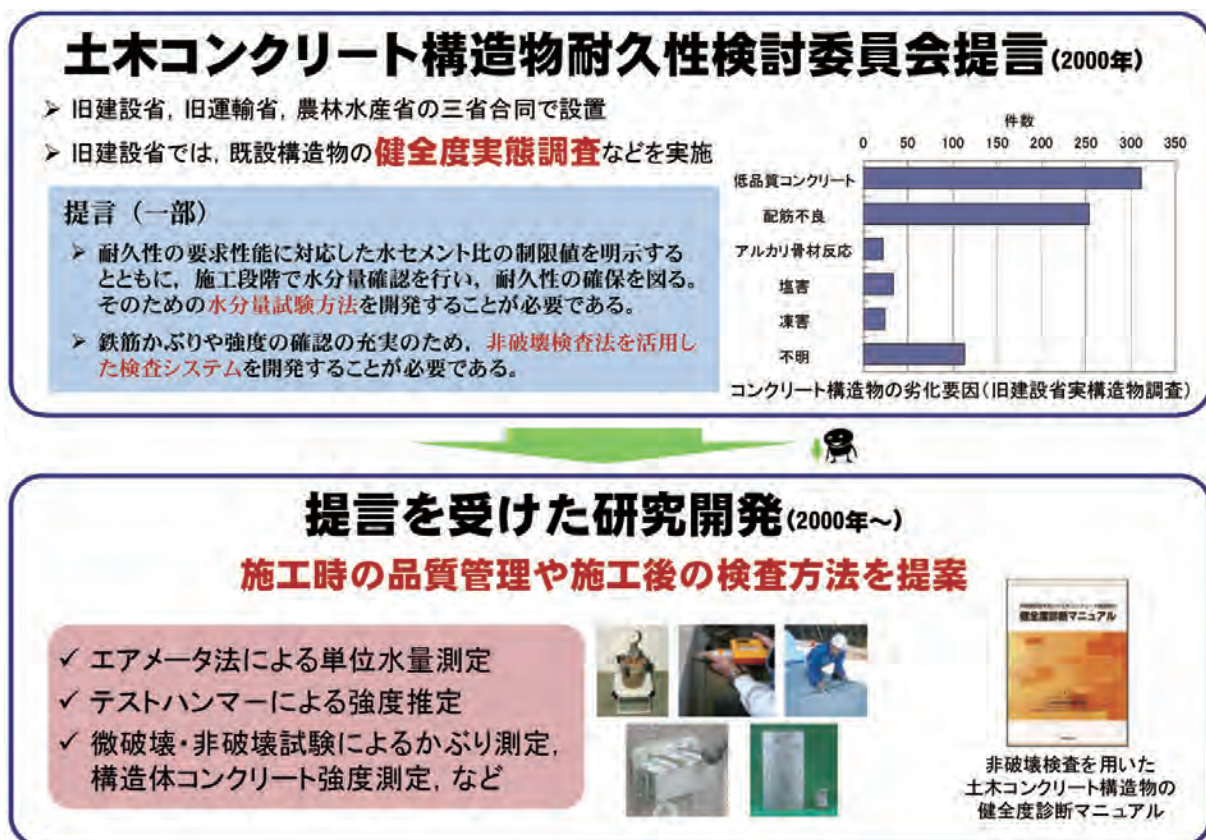 土木コンクリート構造物耐久性検討委員会提言(2000年)
➢ 旧建設省, 旧運輸省, 農林水産省の三省合同で設置
➢ 旧建設省では, 既設構造物の健全度実態調査などを実施
提言（一部）
➢ 耐久性の要求性能に対応した水セメント比の制限値を明示する
とともに, 施工段階で水分量確認を行い, 耐久性の確保を図る。
そのための水分量試験方法を開発することが必要である。
➢ 鉄筋かぶりや強度の確認の充実のため, 非破壊検査法を活用し
た検査システムを開発することが必要である。
件数
0 50 100 150 200 250 300 350
低品質コンクリート
配筋不良
アルカリ骨材反応
塩害
凍害
不明
コンクリート構造物の劣化要因(旧建設省実構造物調査)
提言を受けた研究開発(2000年～)
施工時の品質管理や施工後の検査方法を提案
✓ エアメータ法による単位水量測定
✓ テストハンマーによる強度推定
✓ 微破壊・非破壊試験によるかぶり測定,
構造体コンクリート強度測定, など
健全度診断マニュアル
非破壊検査を用いた
土木コンクリート構造物の
健全度診断マニュアル